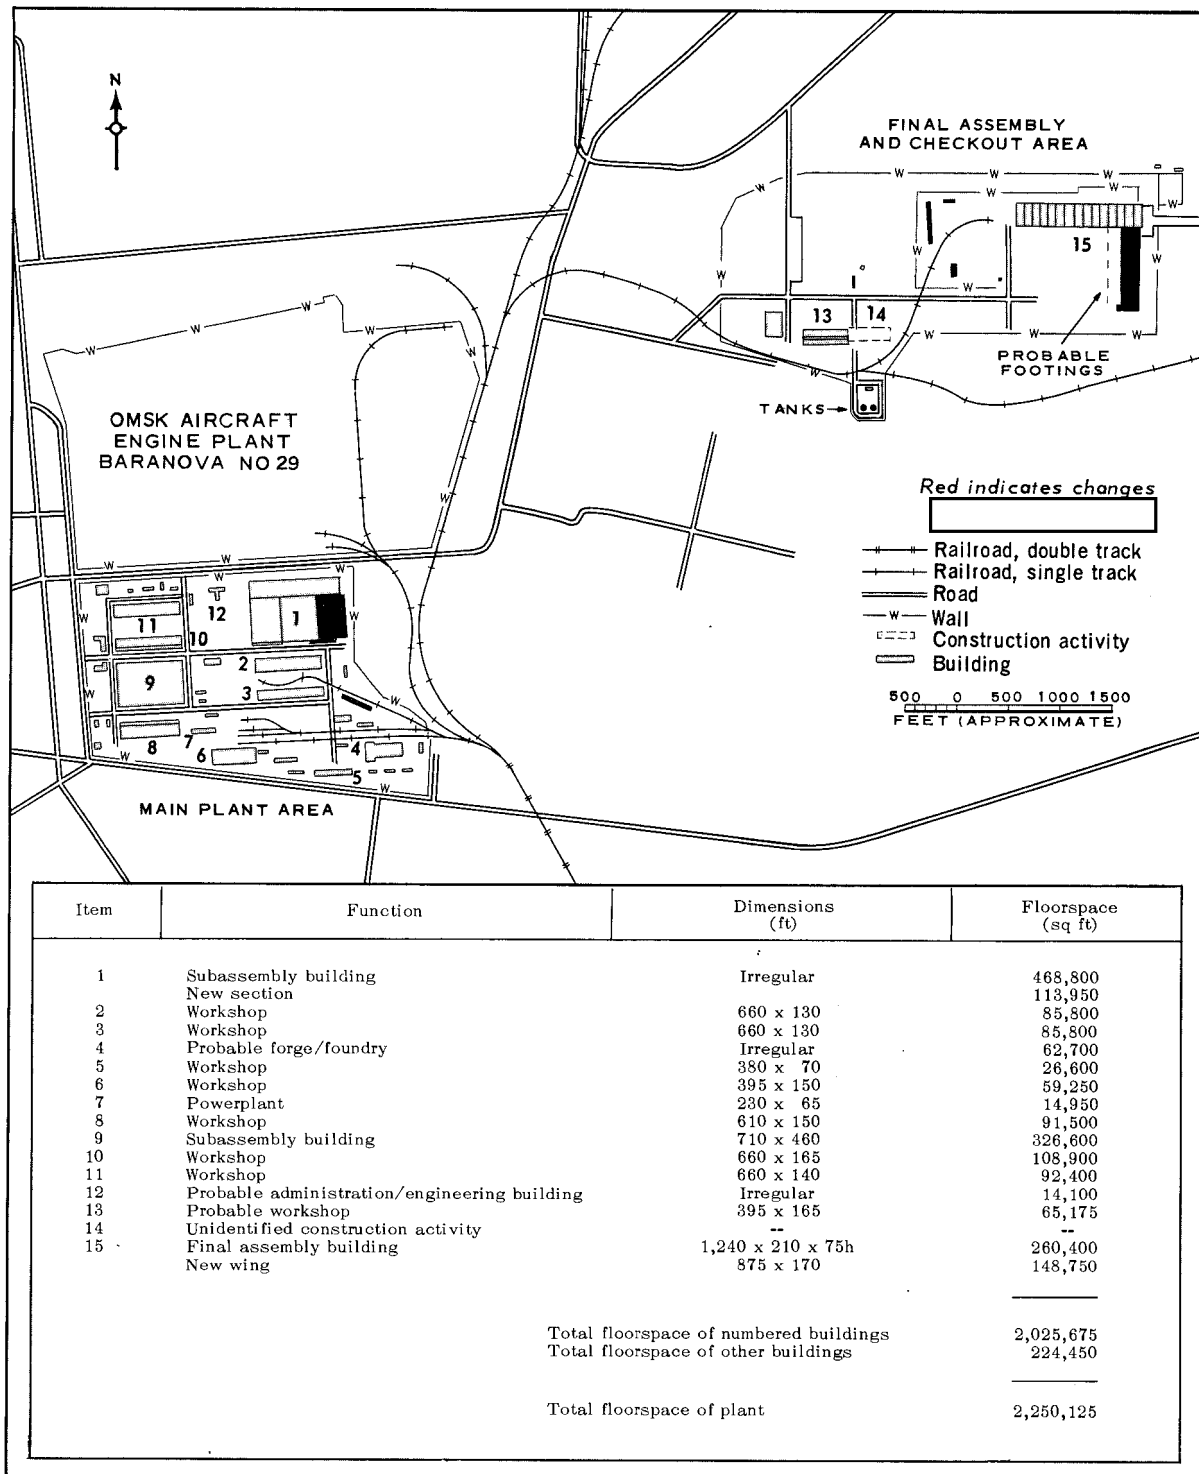 N
FINAL ASSEMBLY
AND CHECKOUT AREA
15
13
14
PROBABLE
FOOTINGS
TANKS
OMSK AIRCRAFT
ENGINE PLANT
BARANOVA NO 29
Red indicates changes
Railroad, double track
Railroad, single track
Road
W Wall
Construction activity
Building
500 0 500 1000 1500
FEET (APPROXIMATE)
12
1
11
10
2
9
3
8
7
6
4
5
MAIN PLANT AREA
Item Function Dimensions (ft) Floorspace (sq ft)
1 Subassembly building Irregular 468,800
New section 113,950
2 Workshop 660 x 130 85,800
3 Workshop 660 x 130 85,800
4 Probable forge/foundry Irregular 62,700
5 Workshop 380 x 70 26,600
6 Workshop 395 x 150 59,250
7 Powerplant 230 x 65 14,950
8 Workshop 610 x 150 91,500
9 Subassembly building 710 x 460 326,600
10 Workshop 660 x 165 108,900
11 Workshop 660 x 140 92,400
12 Probable administration/engineering building Irregular 14,100
13 Probable workshop 395 x 165 65,175
14 Unidentified construction activity -- --
15 Final assembly building 1,240 x 210 x 75h 260,400
New wing 875 x 170 148,750
Total floorspace of numbered buildings 2,025,675
Total floorspace of other buildings 224,450
Total floorspace of plant 2,250,125